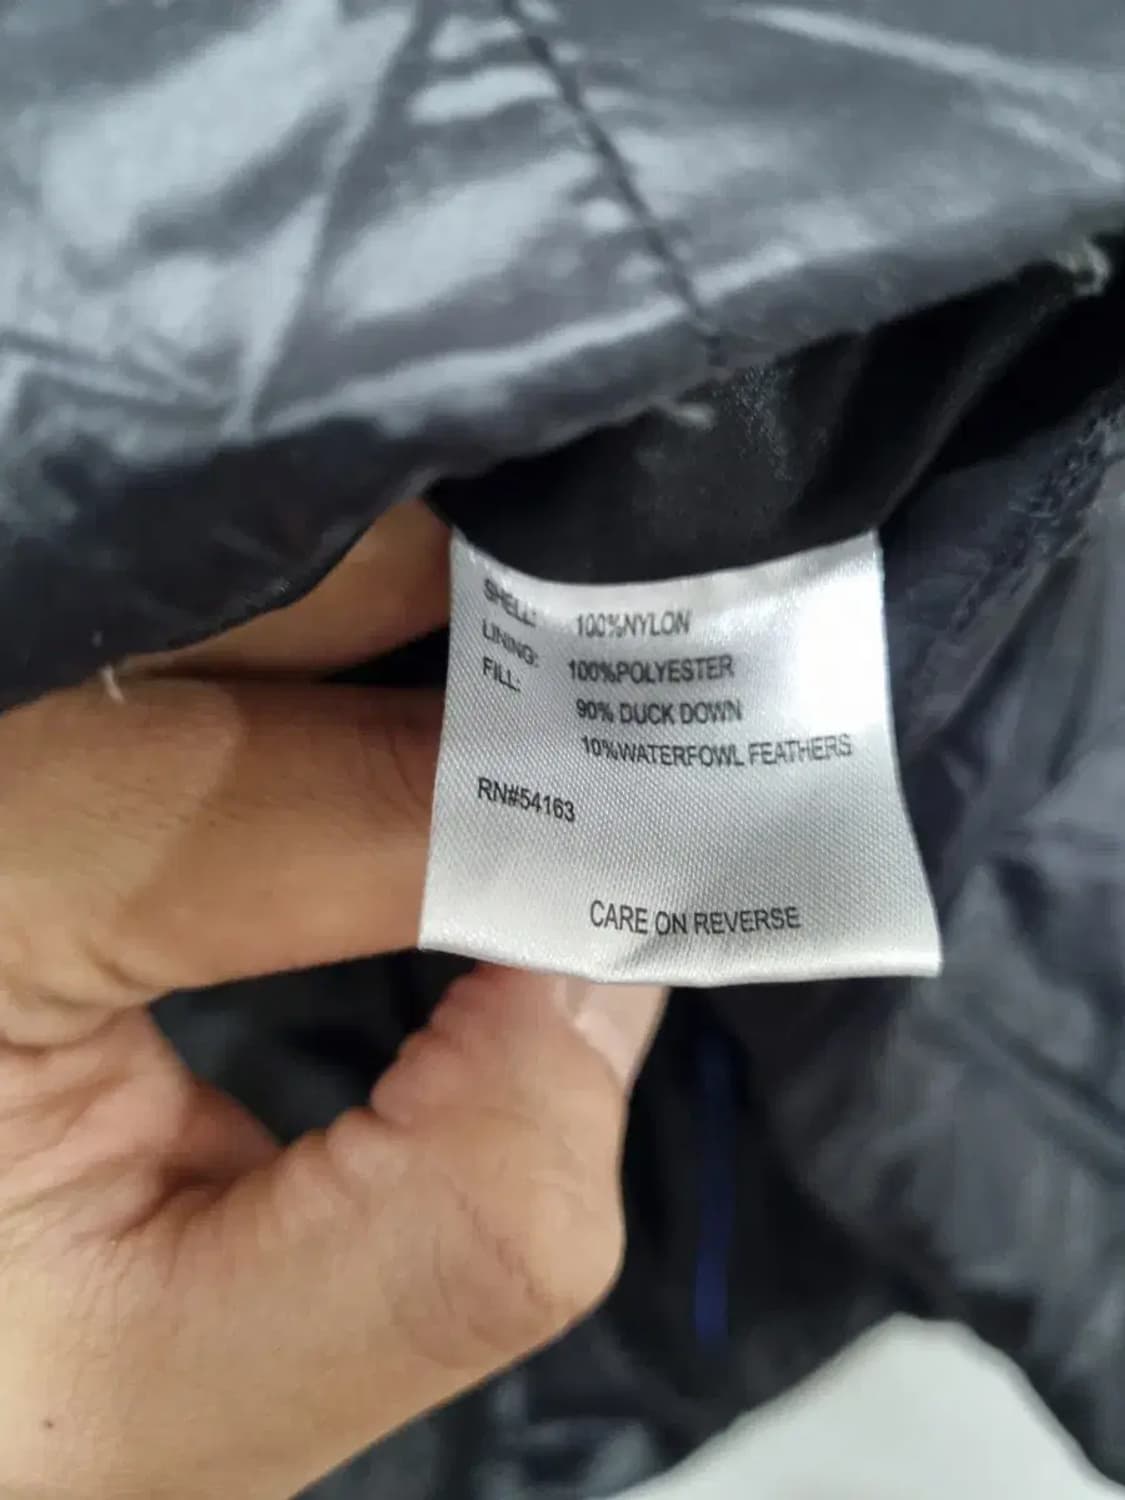 SHELL: 100%NYLON
LINING: 100%POLYESTER
FILL: 90% DUCK DOWN
10%WATERFOWL FEATHERS
RN#54163
CARE ON REVERSE